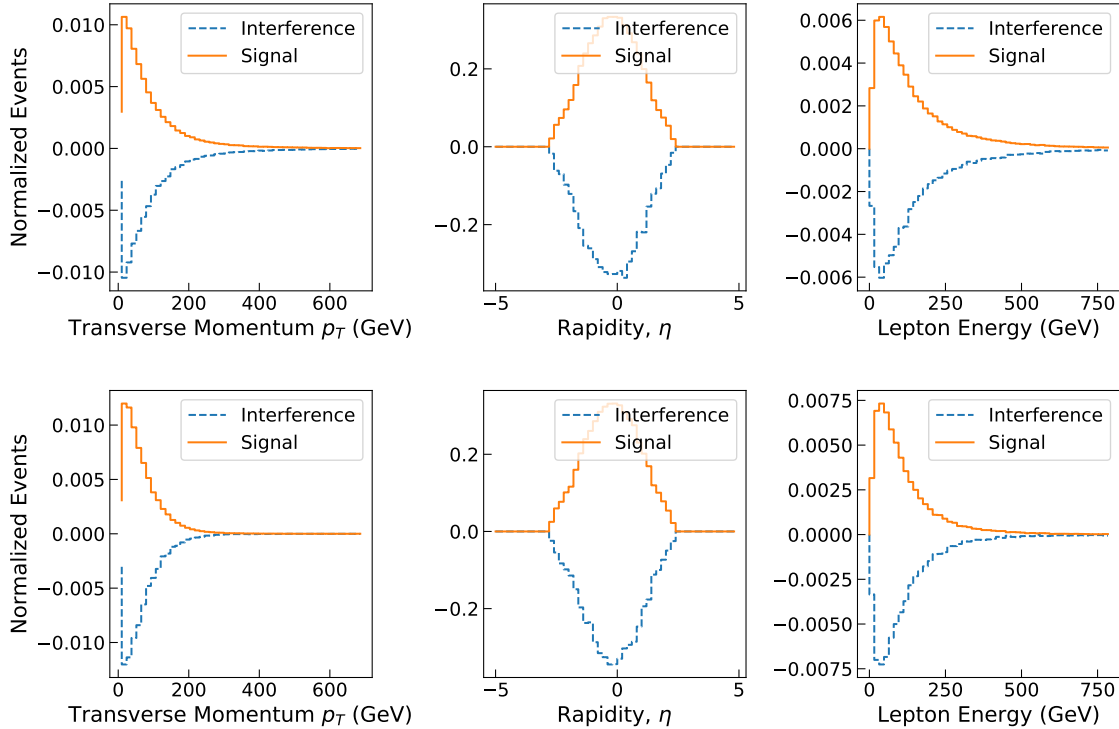 Normalized Events
0.010
0.005
0.000
−0.005
−0.010
0 200 400 600
Transverse Momentum p_T (GeV)
Interference
Signal
0.2
0.0
−0.2
−5 0 5
Rapidity, η
Interference
Signal
0.006
0.004
0.002
0.000
−0.002
−0.004
−0.006
0 250 500 750
Lepton Energy (GeV)
Interference
Signal
Normalized Events
0.010
0.005
0.000
−0.005
−0.010
0 200 400 600
Transverse Momentum p_T (GeV)
Interference
Signal
0.2
0.0
−0.2
−5 0 5
Rapidity, η
Interference
Signal
0.0075
0.0050
0.0025
0.0000
−0.0025
−0.0050
−0.0075
0 250 500 750
Lepton Energy (GeV)
Interference
Signal